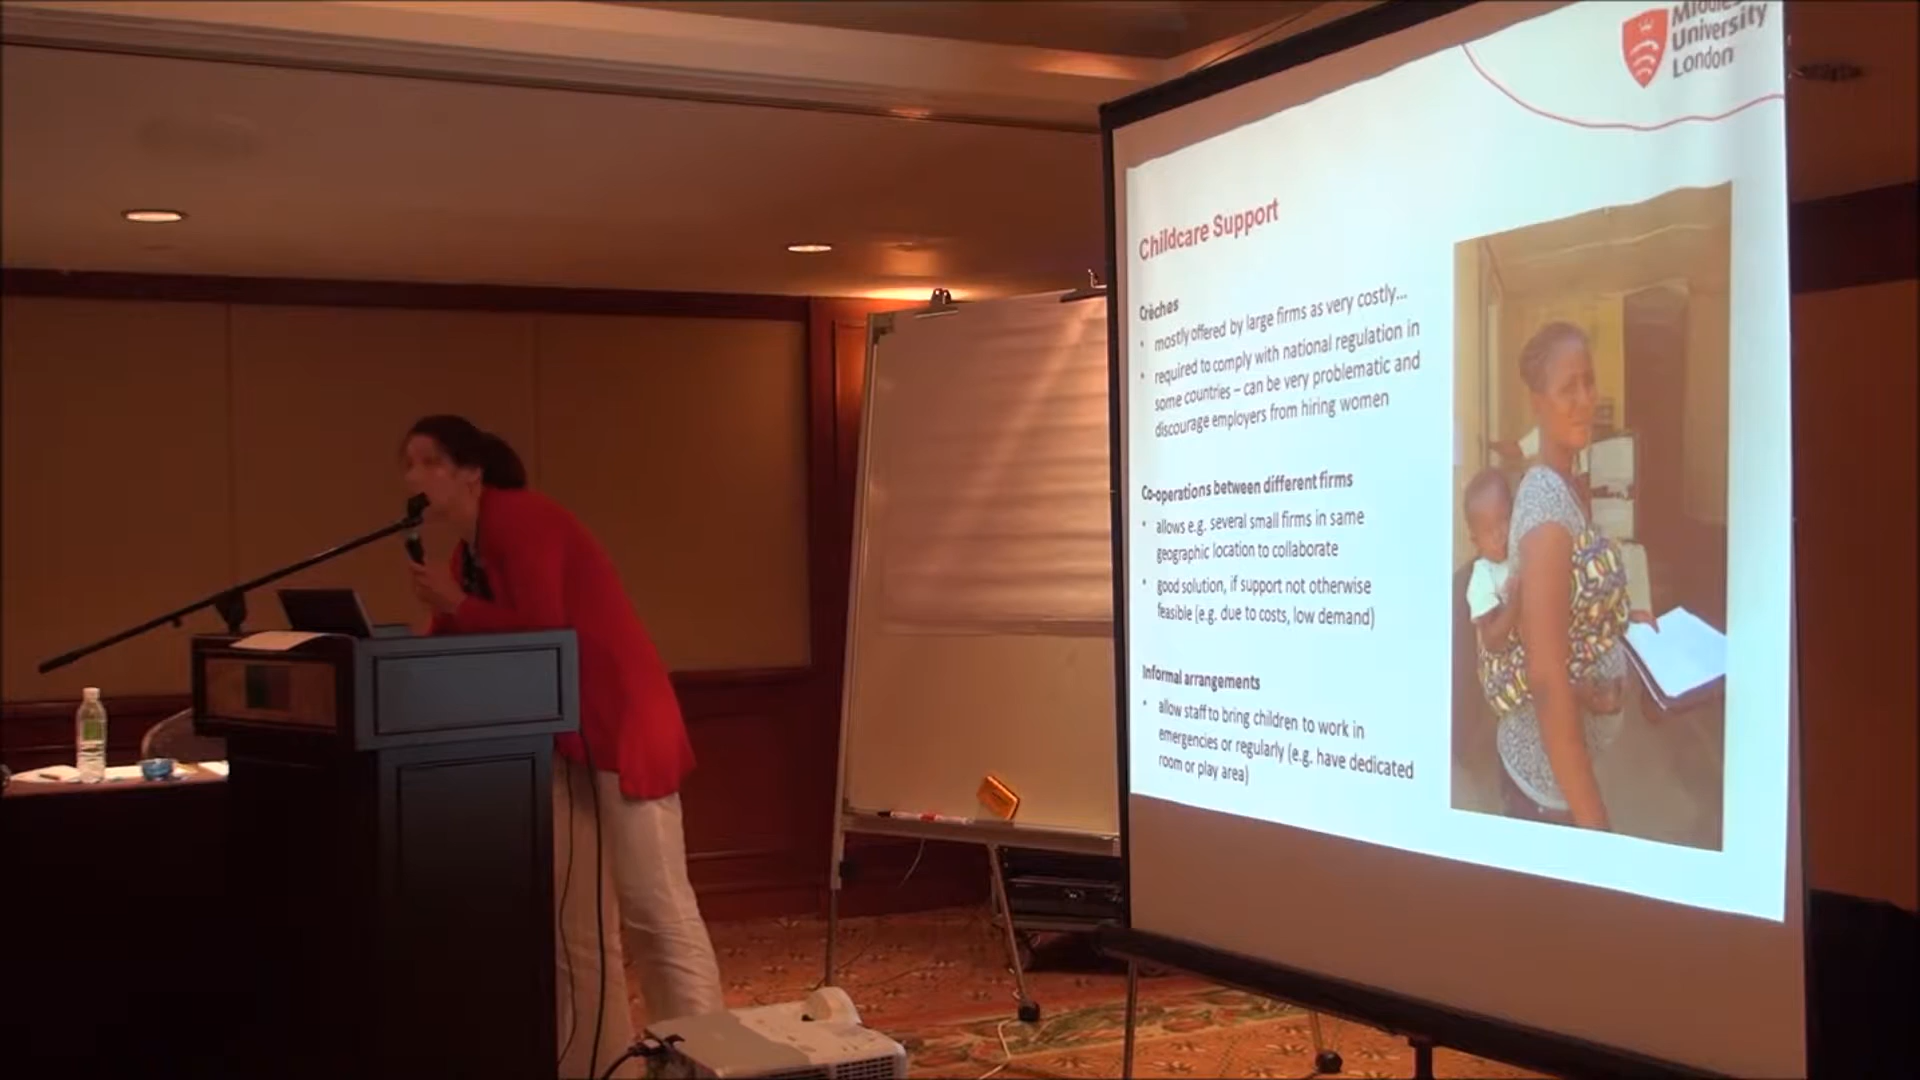 University
London
Childcare Support
Crèches
• mostly offered by large firms as very costly...
• required to comply with national regulation in
some countries – can be very problematic and
discourage employers from hiring women
Co-operations between different firms
• allows e.g. several small firms in same
geographic location to collaborate
• good solution, if support not otherwise
feasible (e.g. due to costs, low demand)
Informal arrangements
• allow staff to bring children to work in
emergencies or regularly (e.g. have dedicated
room or play area)